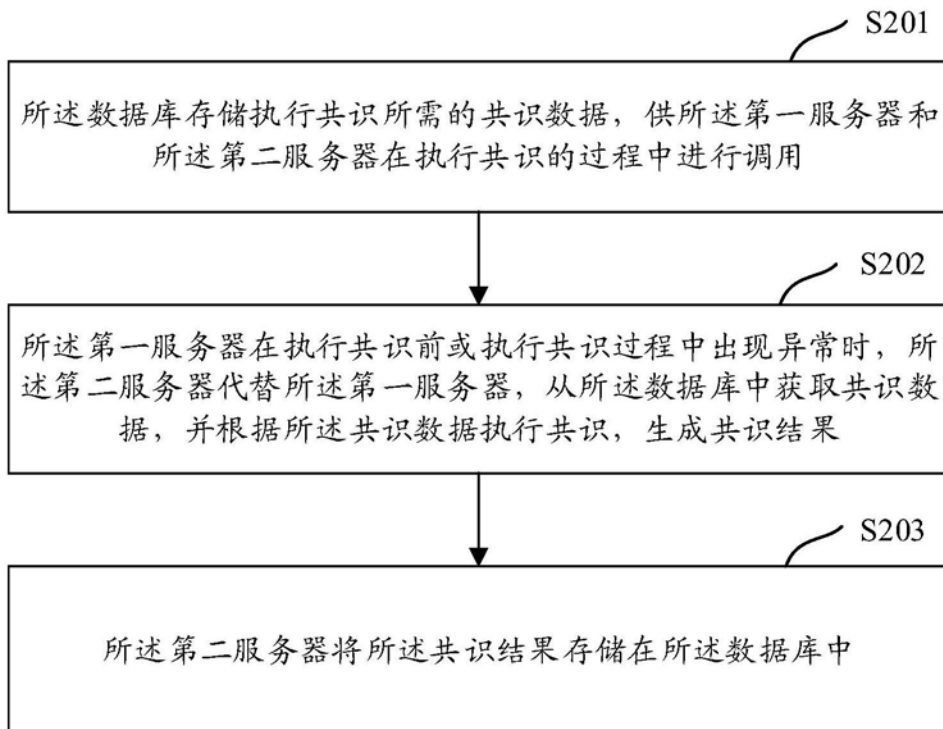 S201
所述数据库存储执行共识所需的共识数据，供所述第一服务器和
所述第二服务器在执行共识的过程中进行调用
S202
所述第一服务器在执行共识前或执行共识过程中出现异常时，所
述第二服务器代替所述第一服务器，从所述数据库中获取共识数
据，并根据所述共识数据执行共识，生成共识结果
S203
所述第二服务器将所述共识结果存储在所述数据库中